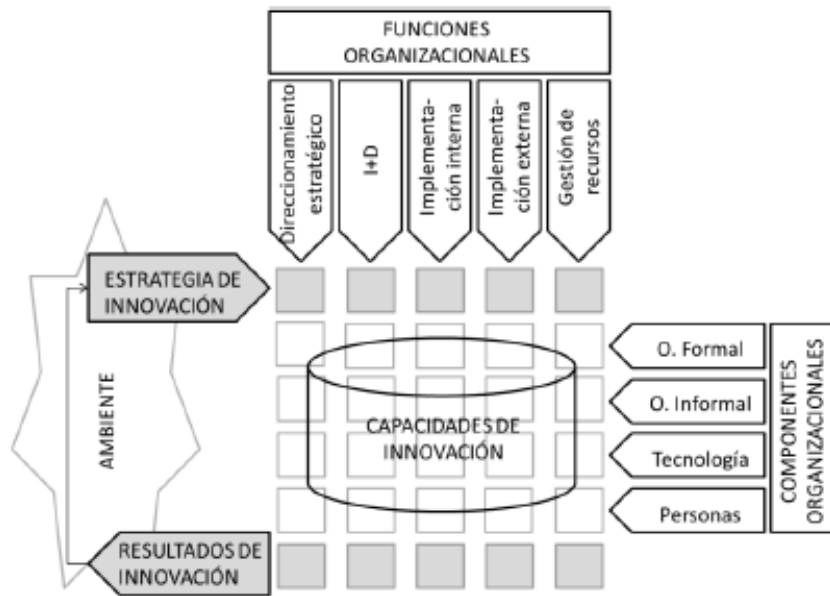 FUNCIONES
ORGANIZACIONALES
Direccionamiento
estratégico
I+D
Implementa-
ción interna
Implementa-
ción externa
Gestión de
recursos
ESTRATEGIA DE
INNOVACIÓN
AMBIENTE
CAPACIDADES DE
INNOVACIÓN
O. Formal
O. Informal
Tecnología
Personas
COMPONENTES
ORGANIZACIONALES
RESULTADOS DE
INNOVACIÓN